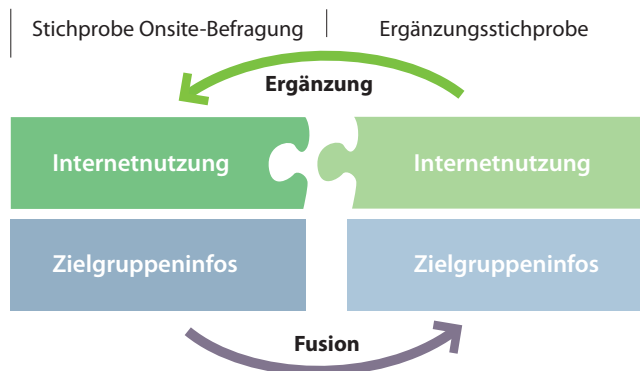 Stichprobe Onsite-Befragung
Ergänzungsstichprobe
Ergänzung
Internetnutzung
Internetnutzung
Zielgruppeninfos
Zielgruppeninfos
Fusion